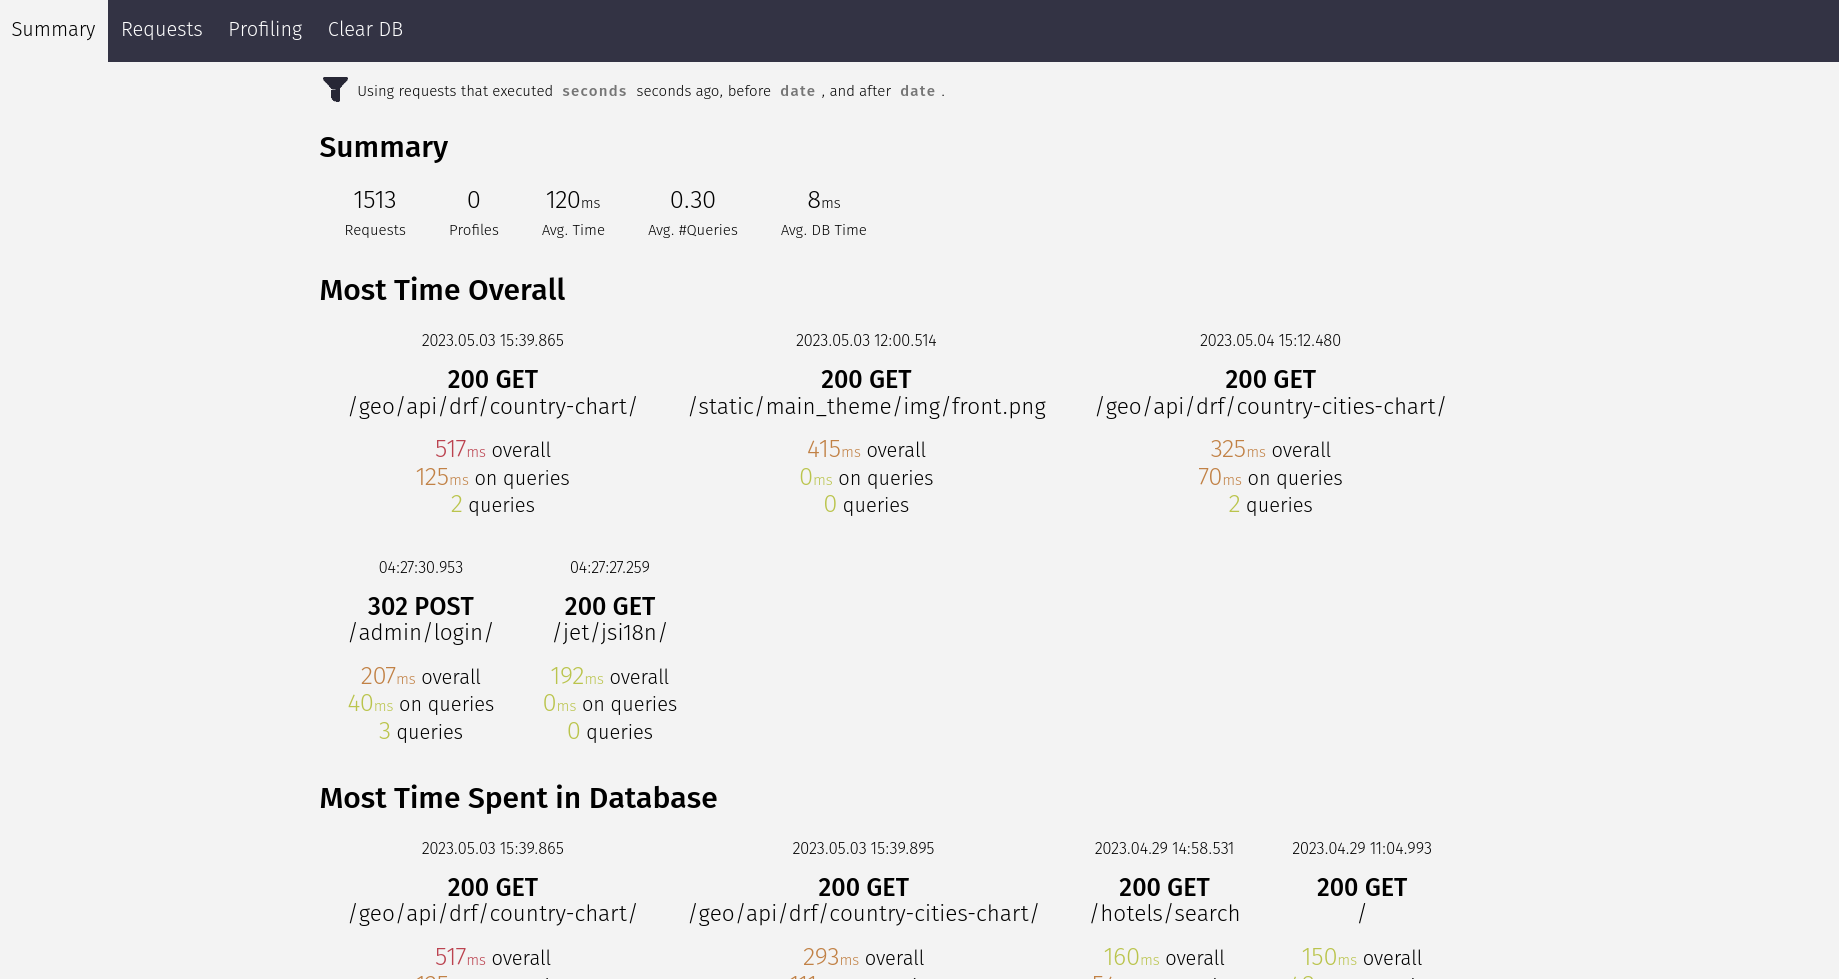 Summary Requests Profiling Clear DB
Using requests that executed seconds seconds ago, before date , and after date .
Summary
1513 0 120ms 0.30 8ms
Requests Profiles Avg. Time Avg. #Queries Avg. DB Time
Most Time Overall
2023.05.03 15:39.865 2023.05.03 12:00.514 2023.05.04 15:12.480
200 GET 200 GET 200 GET
/geo/api/drf/country-chart/ /static/main_theme/img/front.png /geo/api/drf/country-cities-chart/
517ms overall 415ms overall 325ms overall
125ms on queries 0ms on queries 70ms on queries
2 queries 0 queries 2 queries
04:27:30.953 04:27:27.259
302 POST 200 GET
/admin/login/ /jet/jsi18n/
207ms overall 192ms overall
40ms on queries 0ms on queries
3 queries 0 queries
Most Time Spent in Database
2023.05.03 15:39.865 2023.05.03 15:39.895 2023.04.29 14:58.531 2023.04.29 11:04.993
200 GET 200 GET 200 GET 200 GET
/geo/api/drf/country-chart/ /geo/api/drf/country-cities-chart/ /hotels/search /
517ms overall 293ms overall 160ms overall 150ms overall